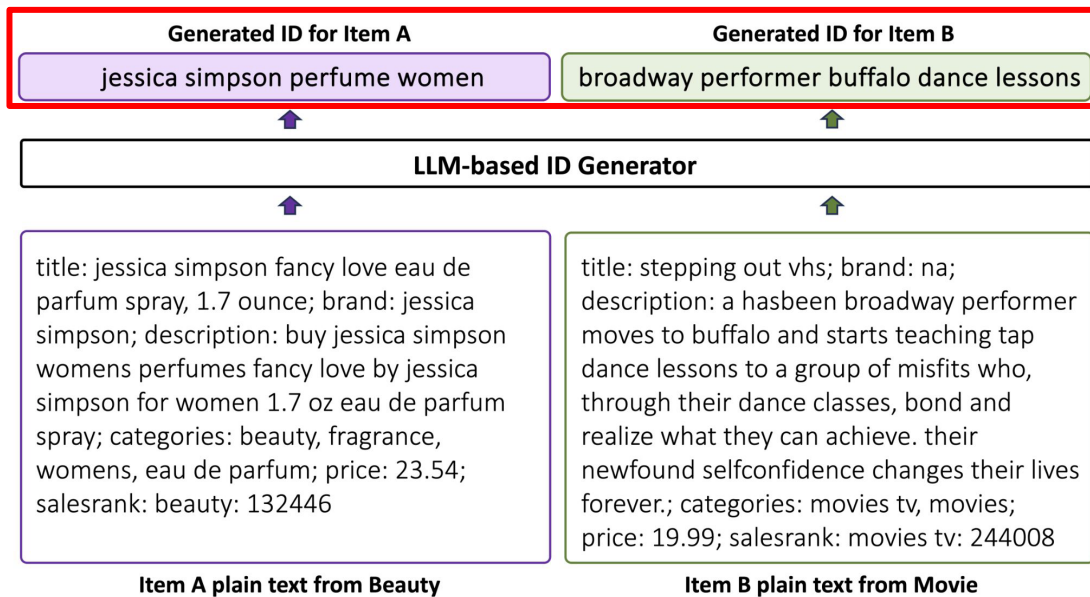 Generated ID for Item A
jessica simpson perfume women
Generated ID for Item B
broadway performer buffalo dance lessons
LLM-based ID Generator
title: jessica simpson fancy love eau de
parfum spray, 1.7 ounce; brand: jessica
simpson; description: buy jessica simpson
womens perfumes fancy love by jessica
simpson for women 1.7 oz eau de parfum
spray; categories: beauty, fragrance,
womens, eau de parfum; price: 23.54;
salesrank: beauty: 132446
Item A plain text from Beauty
title: stepping out vhs; brand: na;
description: a hasbeen broadway performer
moves to buffalo and starts teaching tap
dance lessons to a group of misfits who,
through their dance classes, bond and
realize what they can achieve. their
newfound selfconfidence changes their lives
forever.; categories: movies tv, movies;
price: 19.99; salesrank: movies tv: 244008
Item B plain text from Movie